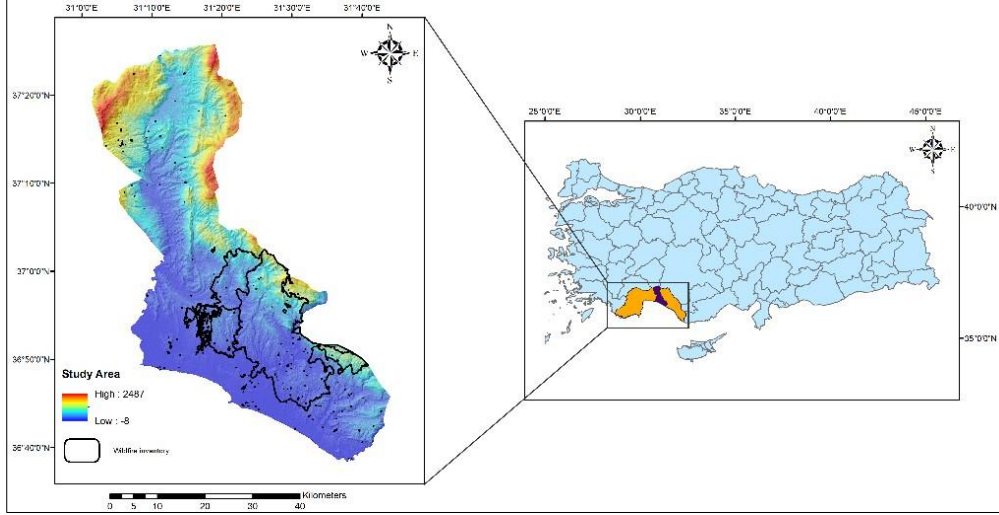 31°0'0"E 31°10'0"E 31°20'0"E 31°30'0"E 31°40'0"E
N
W E
S
37°20'0"N
37°10'0"N
37°0'0"N
36°50'0"N
36°40'0"N
Study Area
High : 2487
Low : -8
Wildfire inventory
Kilometers
0 5 10 20 30 40
25°0'0"E 30°0'0"E 35°0'0"E 40°0'0"E 45°0'0"E
N
W E
S
40°0'0"N
35°0'0"N